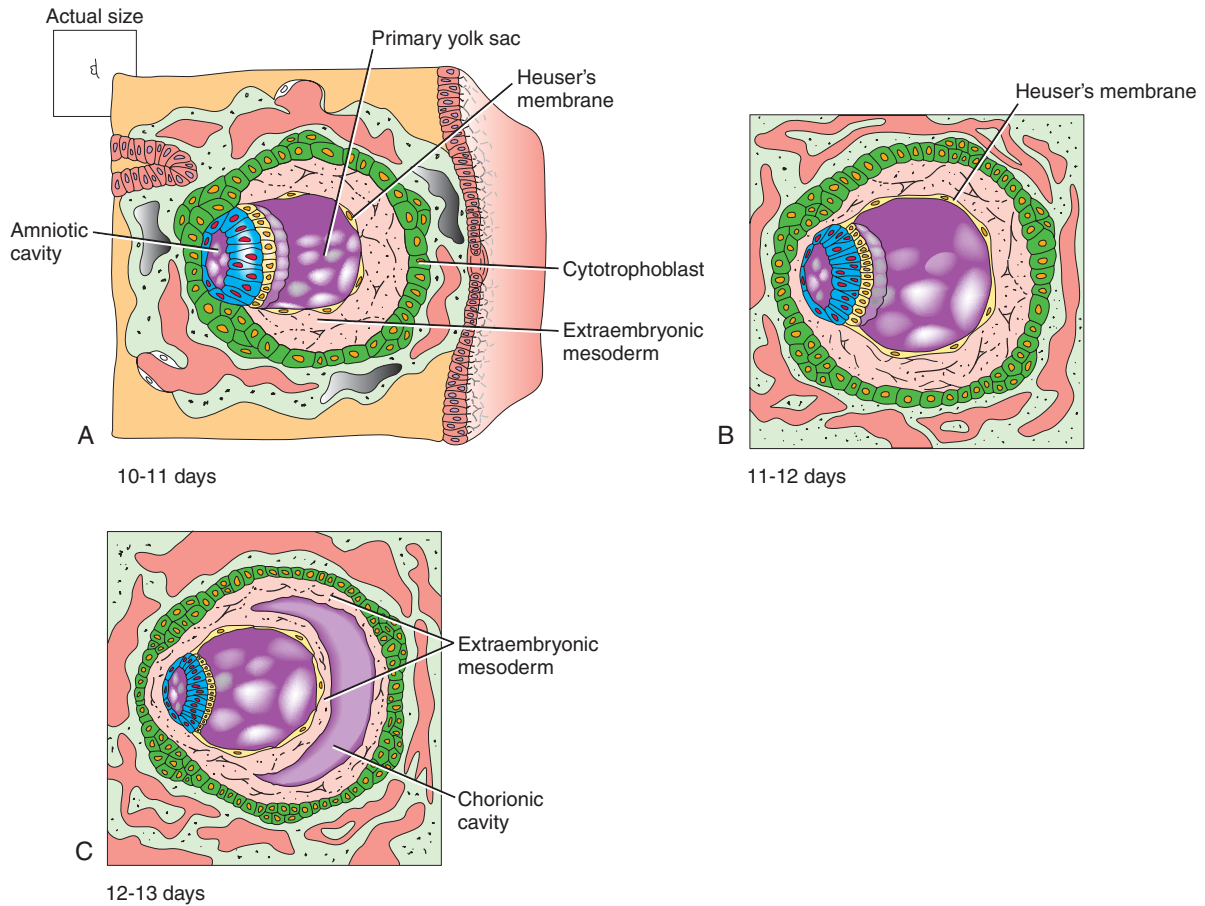 Actual size
Primary yolk sac
Heuser's
membrane
Amniotic
cavity
Cytotrophoblast
Extraembryonic
mesoderm
A
10-11 days
Heuser's membrane
B
11-12 days
Extraembryonic
mesoderm
Chorionic
cavity
C
12-13 days